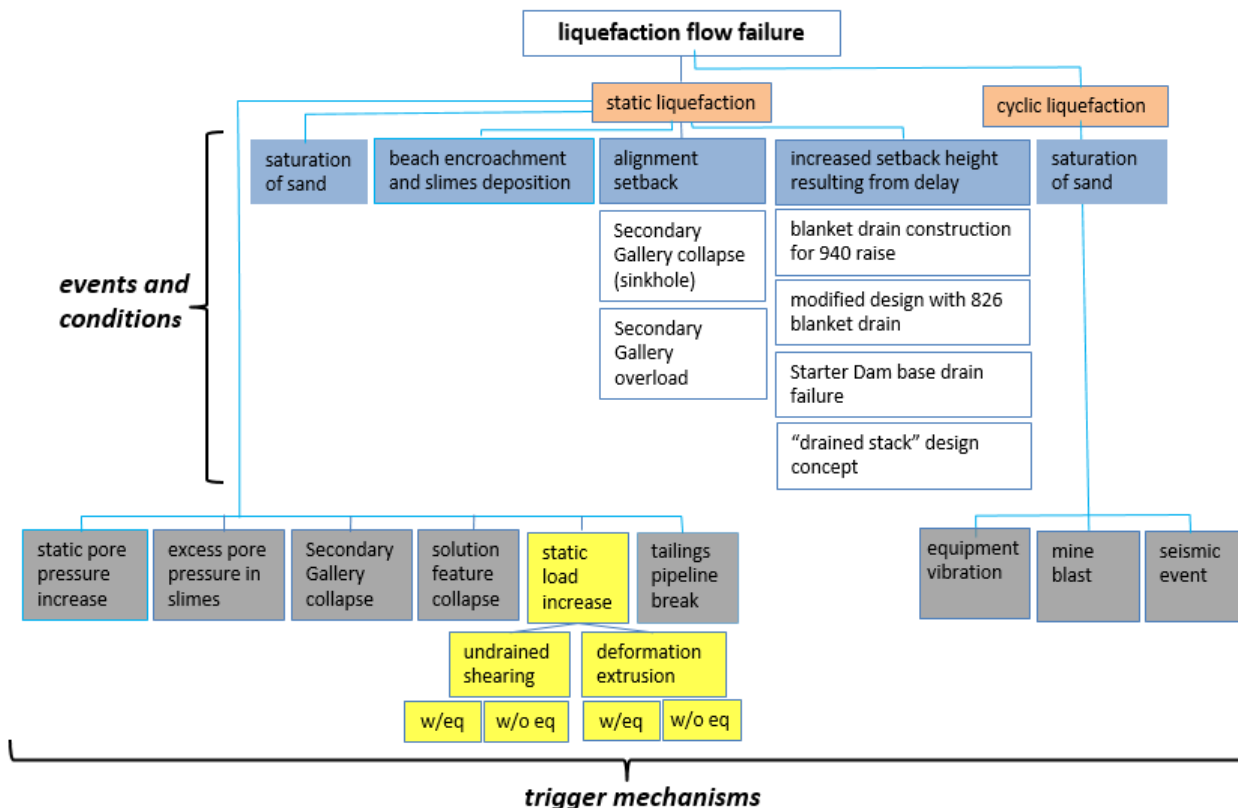 liquefaction flow failure
static liquefaction
cyclic liquefaction
saturation
of sand
beach encroachment
and slimes deposition
alignment
setback
increased setback height
resulting from delay
saturation
of sand
Secondary
Gallery collapse
(sinkhole)
Secondary
Gallery
overload
blanket drain construction
for 940 raise
modified design with 826
blanket drain
Starter Dam base drain
failure
“drained stack” design
concept
events and
conditions
static pore
pressure
increase
excess pore
pressure in
slimes
Secondary
Gallery
collapse
solution
feature
collapse
static
load
increase
tailings
pipeline
break
equipment
vibration
mine
blast
seismic
event
undrained
shearing
deformation
extrusion
w/eq
w/o eq
w/eq
w/o eq
trigger mechanisms